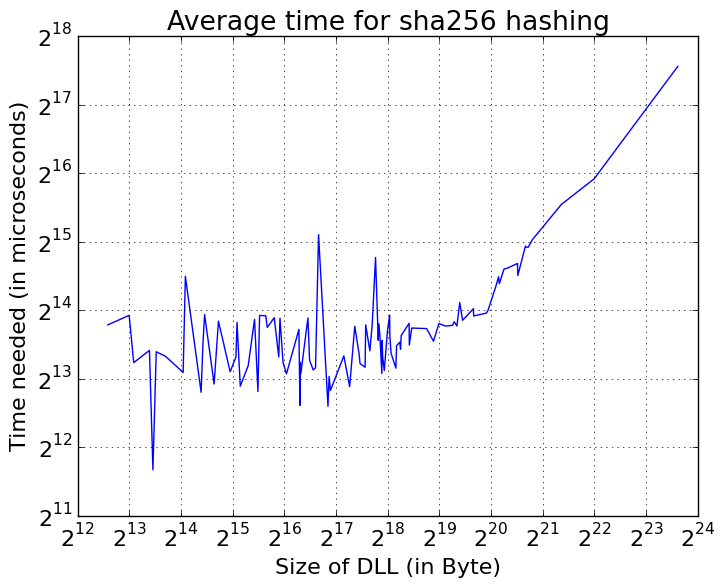 Average time for sha256 hashing
2^18
2^17
2^16
2^15
2^14
2^13
2^12
2^11
Time needed (in microseconds)
2^12 2^13 2^14 2^15 2^16 2^17 2^18 2^19 2^20 2^21 2^22 2^23 2^24
Size of DLL (in Byte)